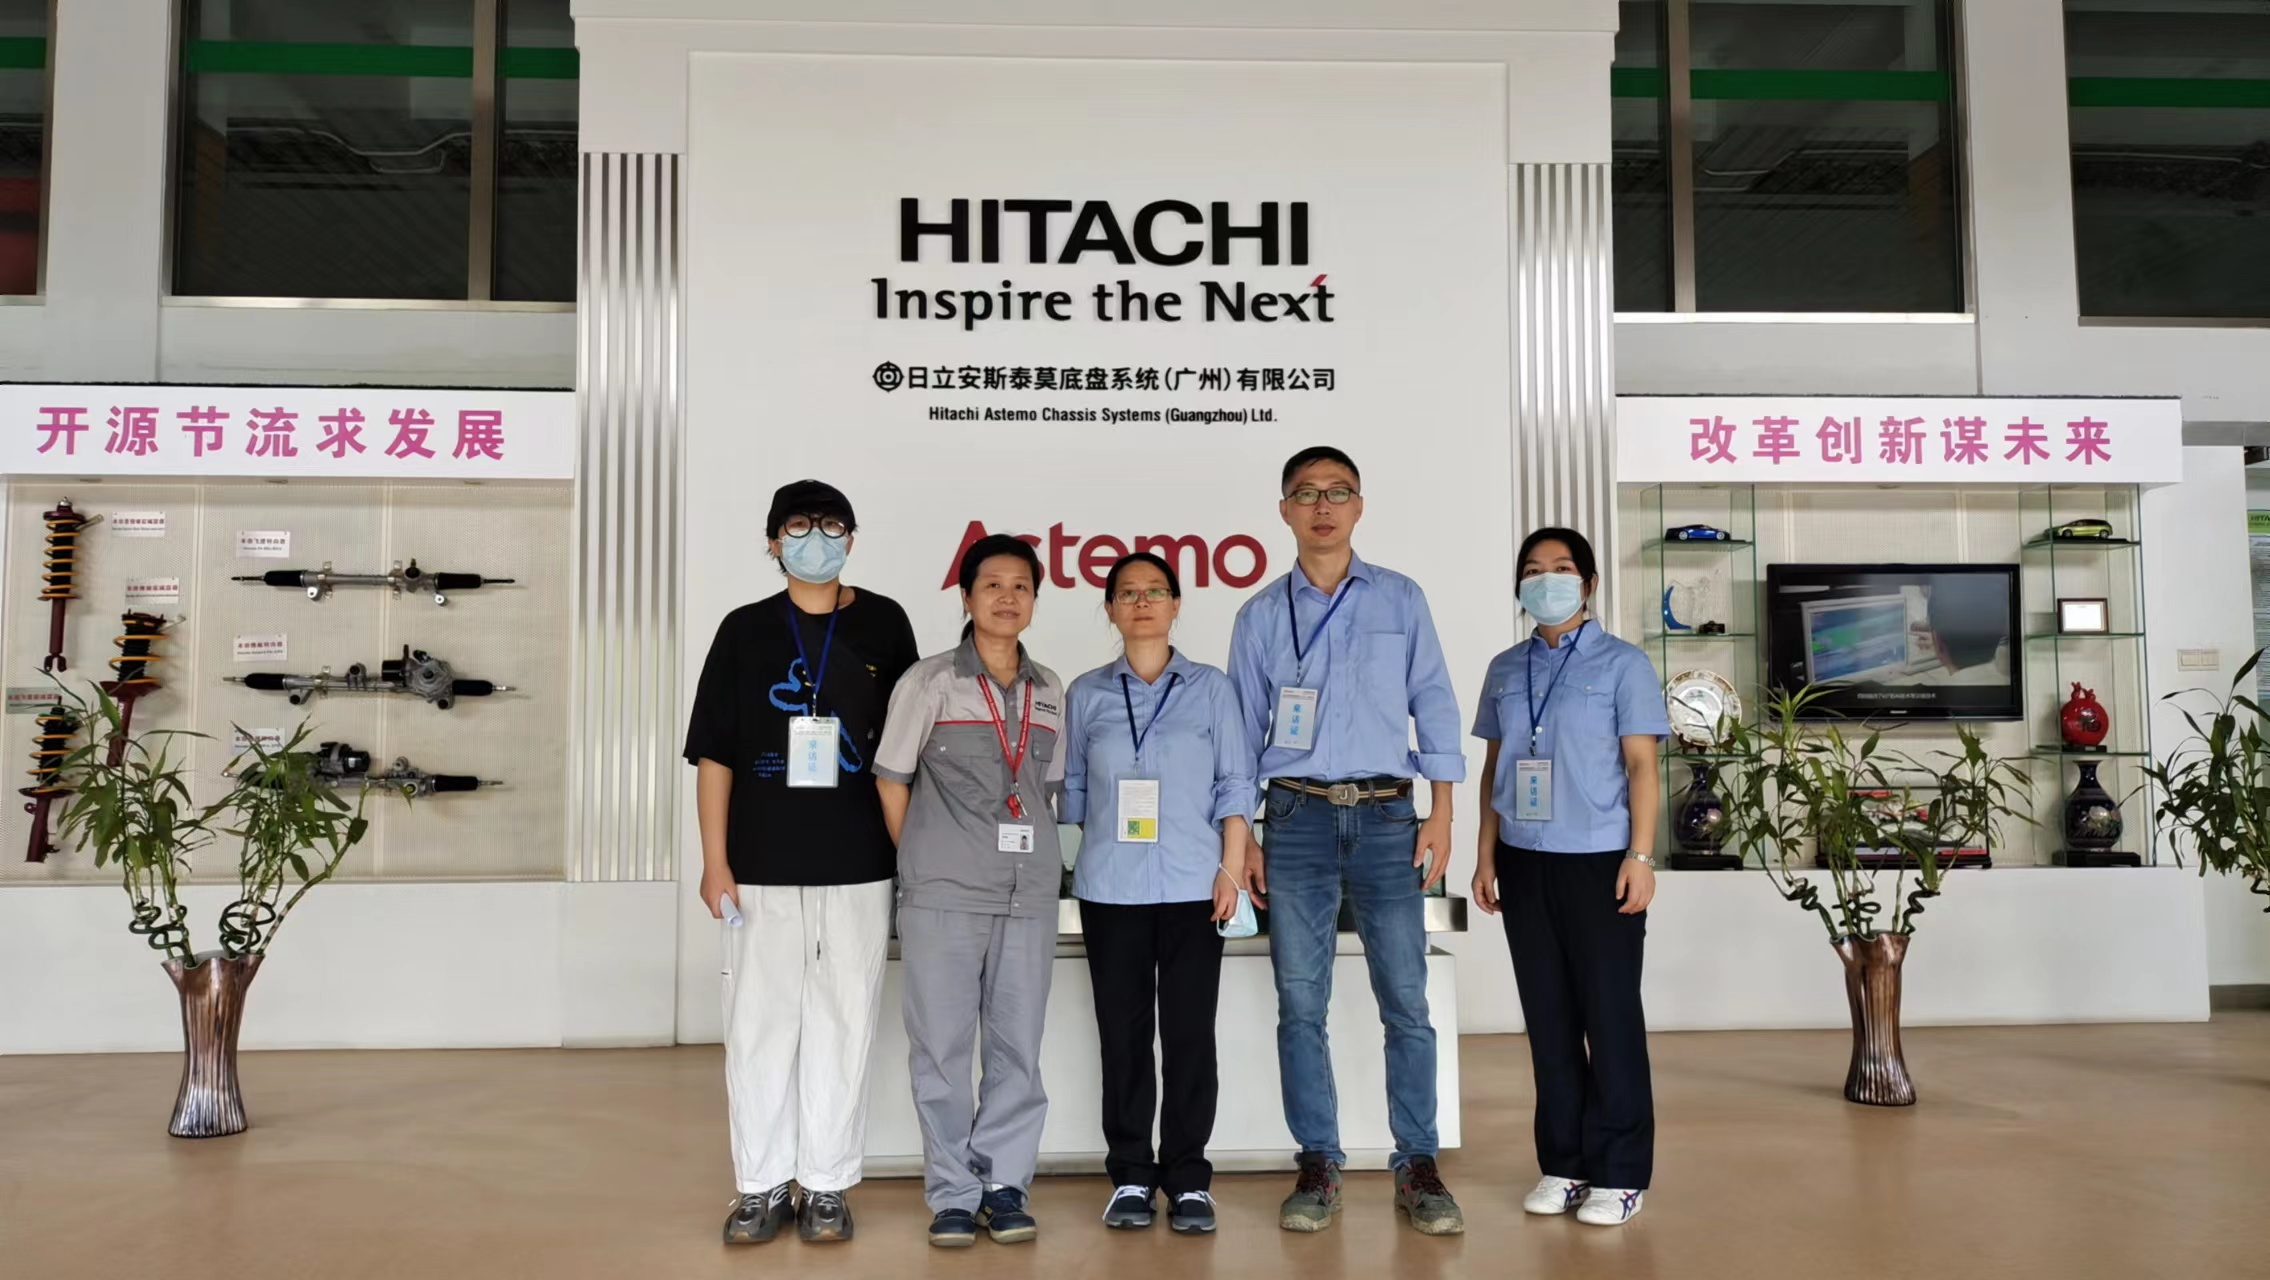 HITACHI
Inspire the Next
日立安斯泰莫底盘系统(广州)有限公司
Hitachi Astemo Chassis Systems (Guangzhou) Ltd.
开源节流求发展
改革创新谋未来
Astemo
HITACHI
来访证
来访证
来访证